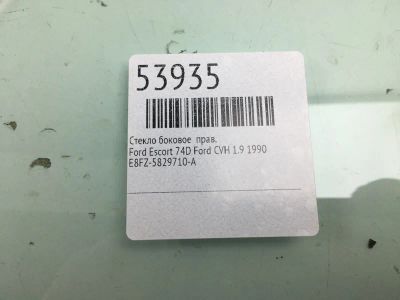 53935
Стекло боковое прав.
Ford Escort 74D Ford CVH 1.9 1990
E8FZ-5829710-A